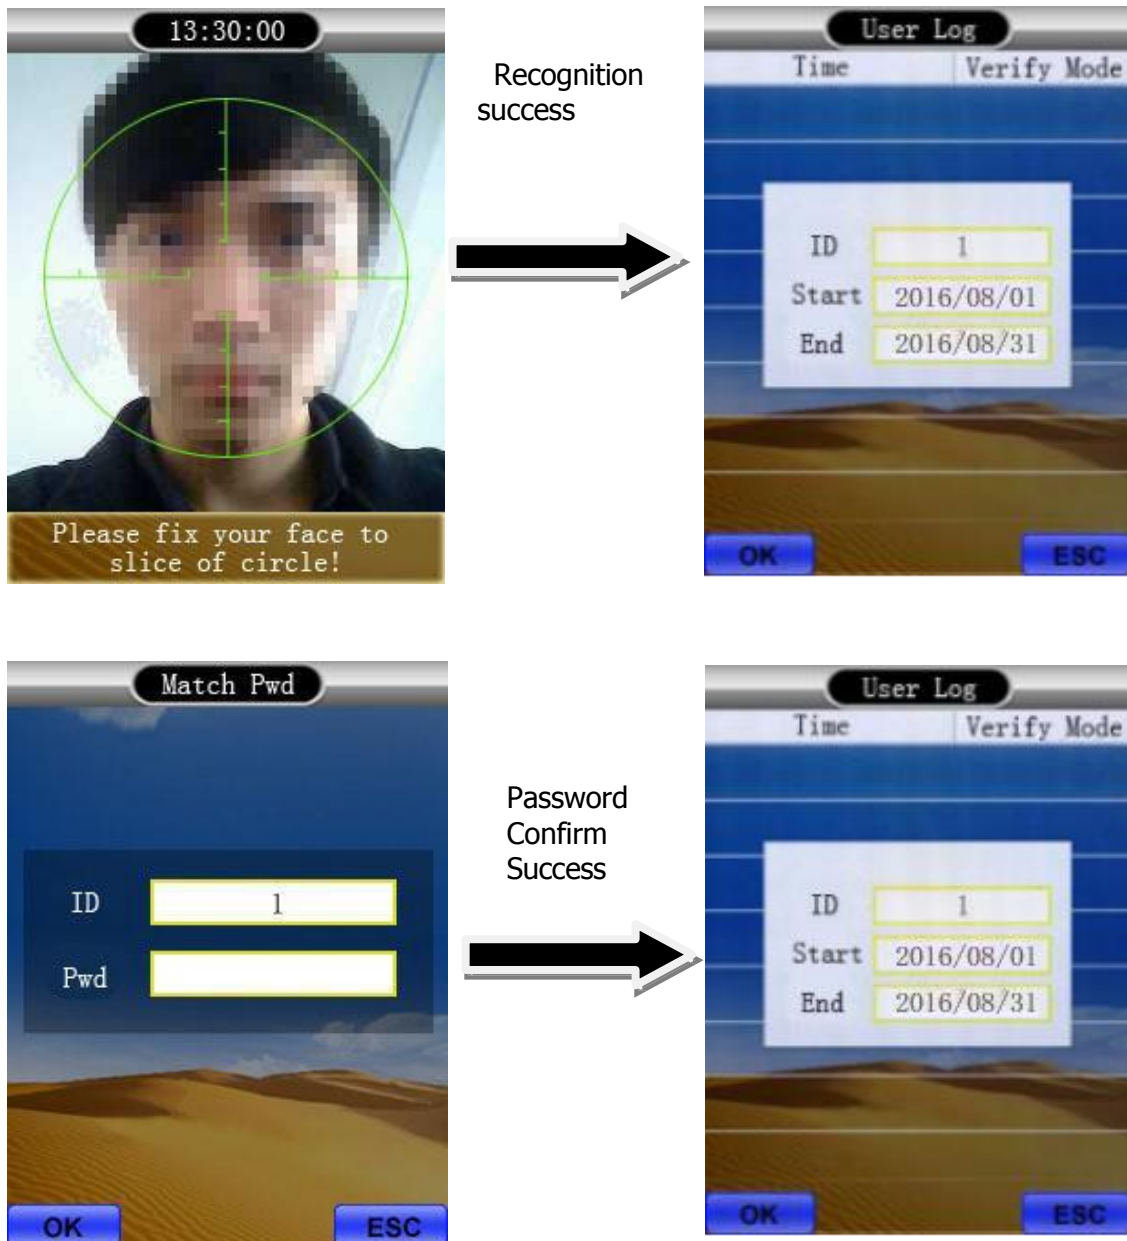 13:30:00
Please fix your face to
slice of circle!
Recognition
success
User Log
Time Verify Mode
ID 1
Start 2016/08/01
End 2016/08/31
OK ESC
Match Pwd
ID 1
Pwd
OK ESC
Password
Confirm
Success
User Log
Time Verify Mode
ID 1
Start 2016/08/01
End 2016/08/31
OK ESC